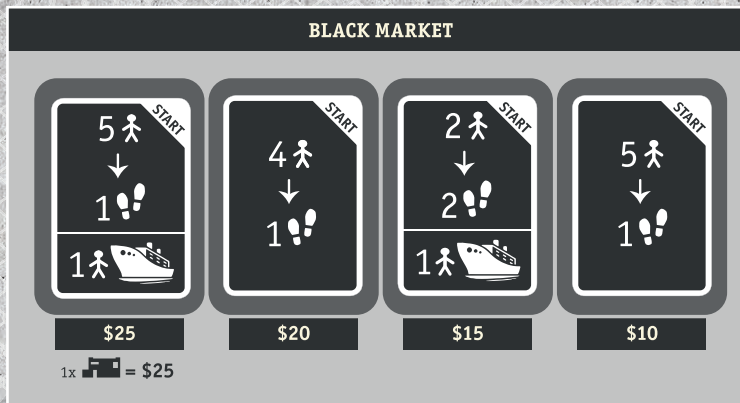 BLACK MARKET
START
5
1
1
$25
START
4
1
$20
START
2
2
1
$15
START
5
1
$10
1x = $25